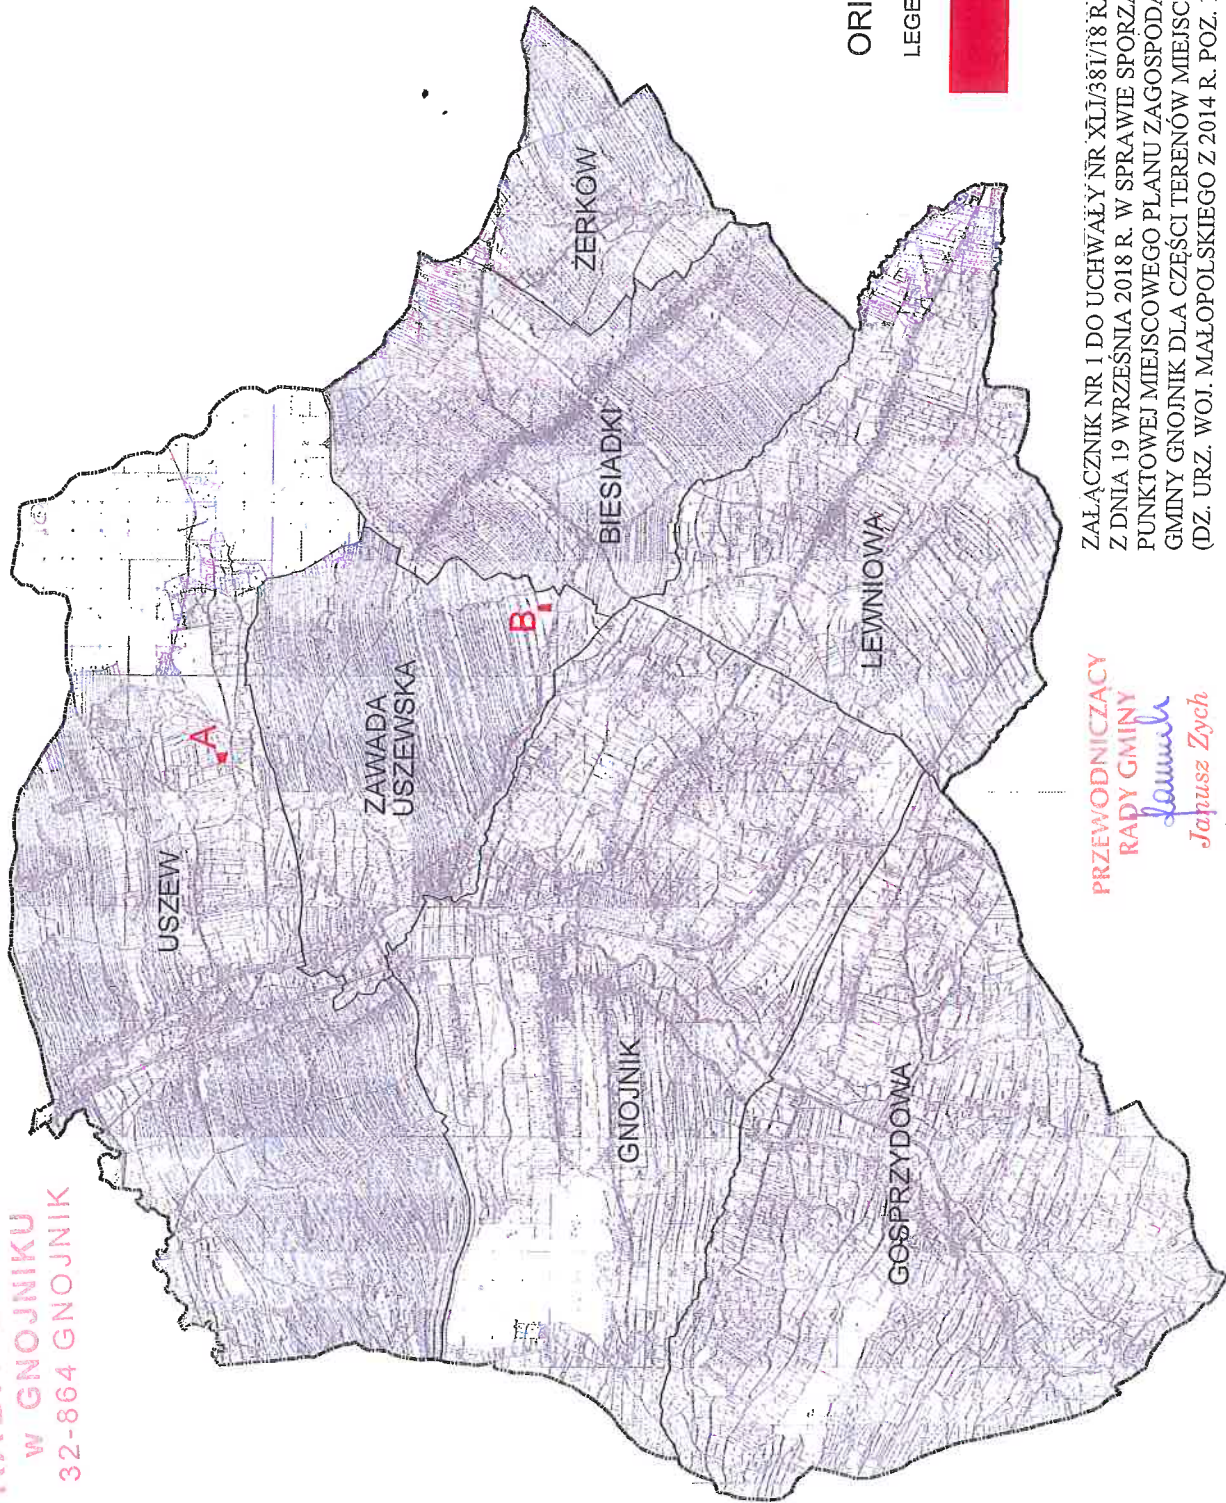 W GNOJNIKU
32-864 GNOJNIK
USZEW
A
ZAWADA
USZEWSKA
B
BIESIADKI
ZERKÓW
GNOJNIK
LEWNIOWA
GOSPRZYDOWA
ORI
LEGE
PRZEWODNICZĄCY
RADY GMINY
Janusz Zych
ZAŁĄCZNIK NR 1 DO UCHWAŁY NR XLI/381/18 R
Z DNIA 19 WRZEŚNIA 2018 R. W SPRAWIE SPORZĄ
PUNKTOWEJ MIEJSCOWEGO PLANU ZAGOSPODA
GMINY GNOJNIK DLA CZĘŚCI TERENÓW MIEJSC
(DZ. URZ. WOJ. MAŁOPOLSKIEGO Z 2014 R. POZ.